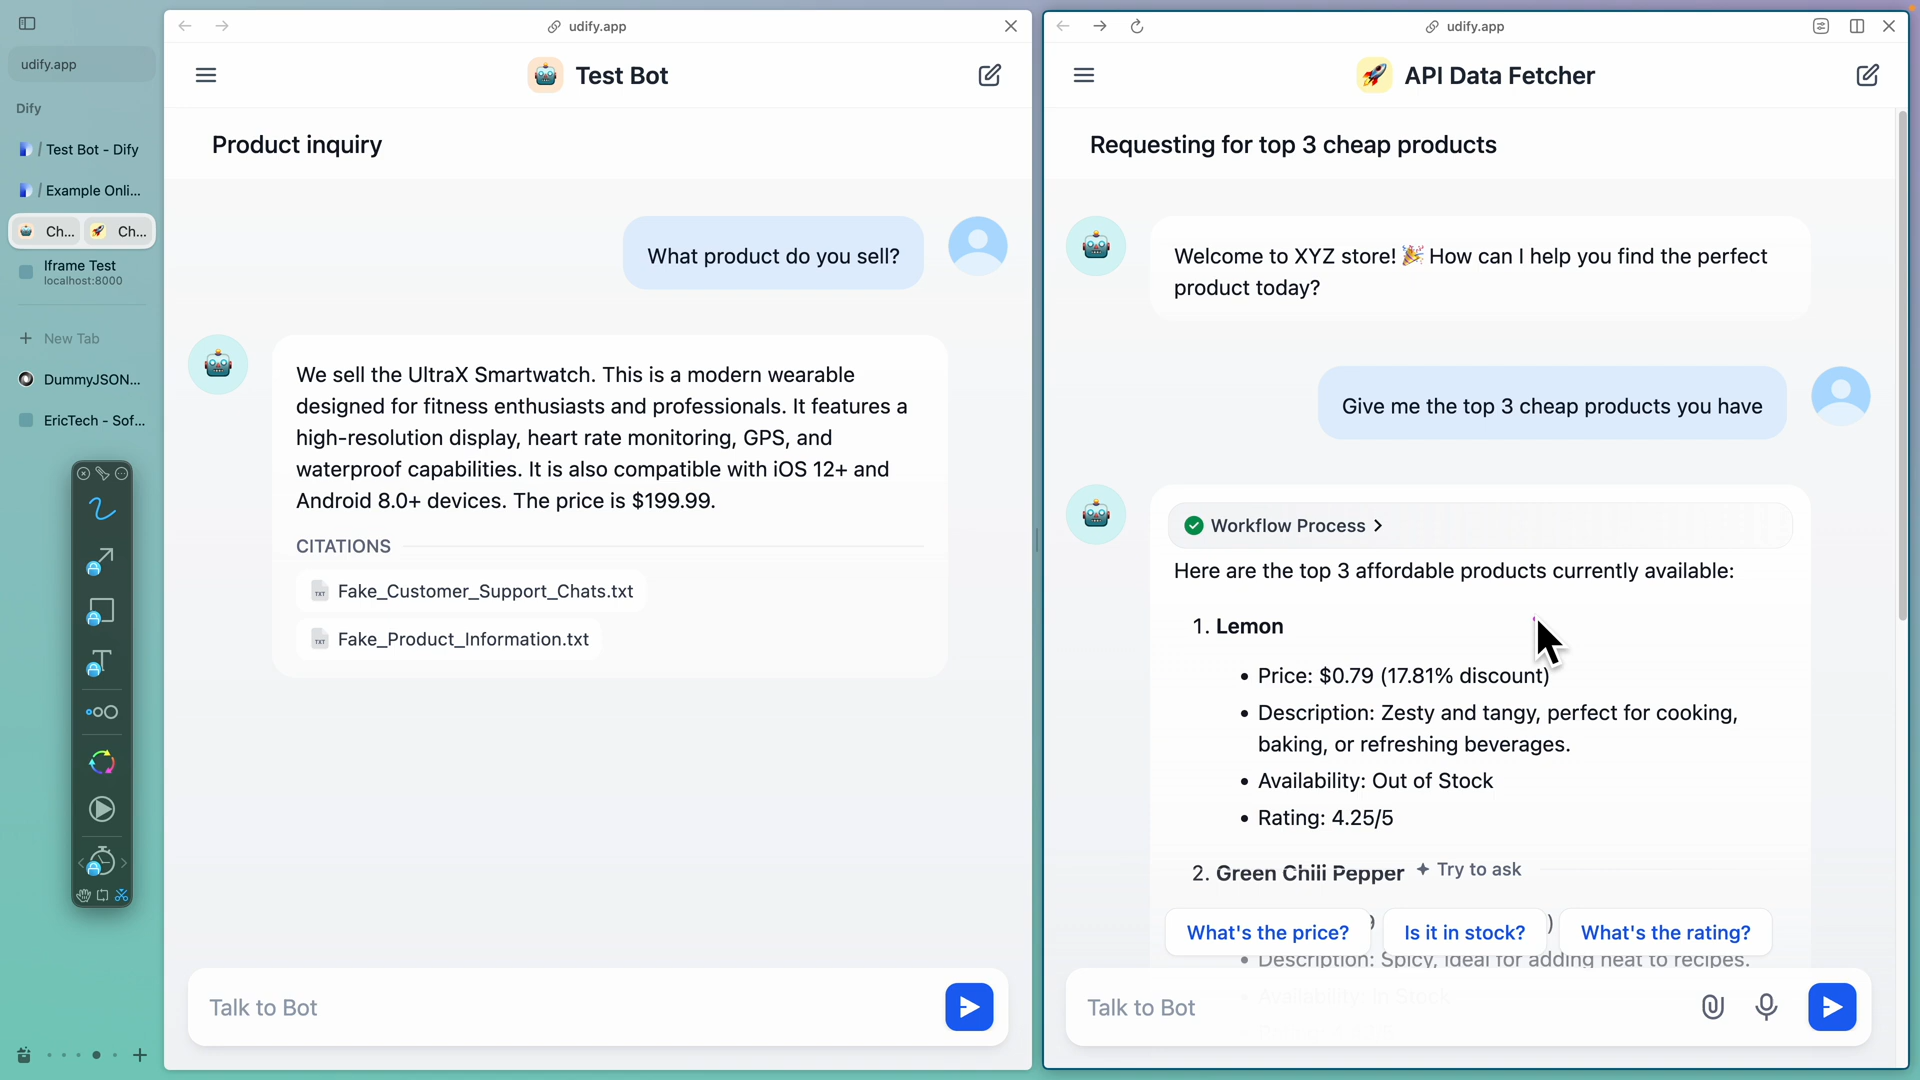 udify.app
Dify
/ Test Bot - Dify
/ Example Onli...
Ch...
Ch...
Iframe Test
localhost:8000
New Tab
DummyJSON...
EricTech - Sof...
udify.app
Test Bot
Product inquiry
What product do you sell?
We sell the UltraX Smartwatch. This is a modern wearable
designed for fitness enthusiasts and professionals. It features a
high-resolution display, heart rate monitoring, GPS, and
waterproof capabilities. It is also compatible with iOS 12+ and
Android 8.0+ devices. The price is $199.99.
CITATIONS
TXT Fake_Customer_Support_Chats.txt
TXT Fake_Product_Information.txt
Talk to Bot
udify.app
API Data Fetcher
Requesting for top 3 cheap products
Welcome to XYZ store! 🎉 How can I help you find the perfect
product today?
Give me the top 3 cheap products you have
Workflow Process
Here are the top 3 affordable products currently available:
1. Lemon
• Price: $0.79 (17.81% discount)
• Description: Zesty and tangy, perfect for cooking,
baking, or refreshing beverages.
• Availability: Out of Stock
• Rating: 4.25/5
2. Green Chili Pepper
Try to ask
What's the price?
Is it in stock?
What's the rating?
• Description: Spicy, ideal for adding heat to recipes.
• Availability: In Stock
Talk to Bot